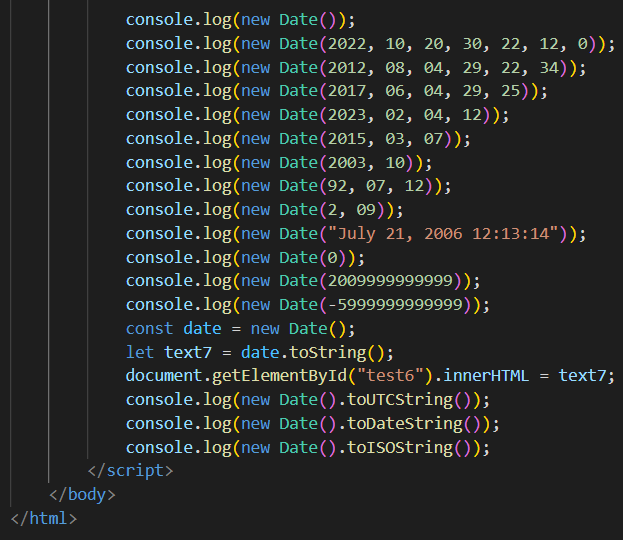 console.log(new Date());
console.log(new Date(2022, 10, 20, 30, 22, 12, 0));
console.log(new Date(2012, 08, 04, 29, 22, 34));
console.log(new Date(2017, 06, 04, 29, 25));
console.log(new Date(2023, 02, 04, 12));
console.log(new Date(2015, 03, 07));
console.log(new Date(2003, 10));
console.log(new Date(92, 07, 12));
console.log(new Date(2, 09));
console.log(new Date("July 21, 2006 12:13:14"));
console.log(new Date(0));
console.log(new Date(2009999999999));
console.log(new Date(-5999999999999));
const date = new Date();
let text7 = date.toString();
document.getElementById("test6").innerHTML = text7;
console.log(new Date().toUTCString());
console.log(new Date().toDateString());
console.log(new Date().toISOString());
</script>
</body>
</html>